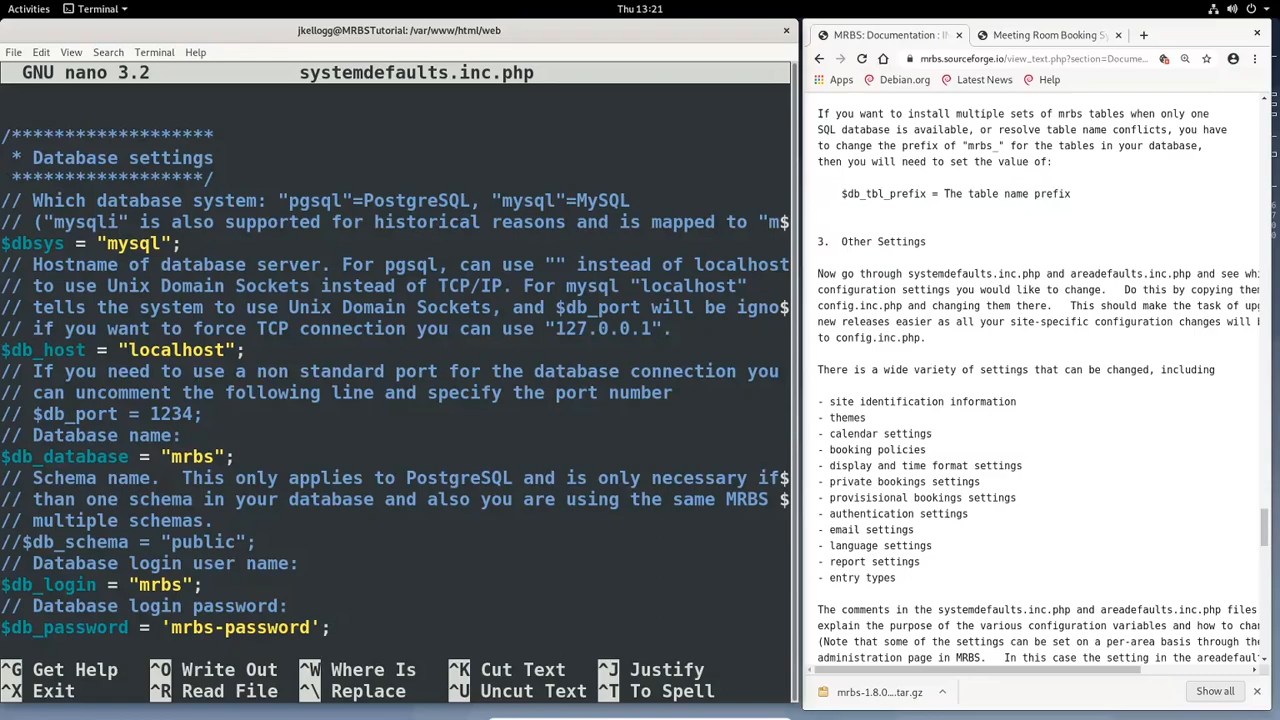 Activities
Terminal
Thu 13:21
jkellogg@MRBSTutorial: /var/www/html/web
File Edit View Search Terminal Help
GNU nano 3.2 systemdefaults.inc.php
/*******************
* Database settings
******************/
// Which database system: "pgsql"=PostgreSQL, "mysql"=MySQL
// ("mysqli" is also supported for historical reasons and is mapped to "m$
$dbsys = "mysql";
// Hostname of database server. For pgsql, can use "" instead of localhost
// to use Unix Domain Sockets instead of TCP/IP. For mysql "localhost"
// tells the system to use Unix Domain Sockets, and $db_port will be igno$
// if you want to force TCP connection you can use "127.0.0.1".
$db_host = "localhost";
// If you need to use a non standard port for the database connection you
// can uncomment the following line and specify the port number
// $db_port = 1234;
// Database name:
$db_database = "mrbs";
// Schema name.  This only applies to PostgreSQL and is only necessary if$
// than one schema in your database and also you are using the same MRBS $
// multiple schemas.
//$db_schema = "public";
// Database login user name:
$db_login = "mrbs";
// Database login password:
$db_password = 'mrbs-password';
^G Get Help ^O Write Out ^W Where Is ^K Cut Text ^J Justify
^X Exit ^R Read File ^\ Replace ^U Uncut Text ^T To Spell
MRBS: Documentation : IN
Meeting Room Booking Sy
mrbs.sourceforge.io/view_text.php?section=Docume...
Apps Debian.org Latest News Help
If you want to install multiple sets of mrbs tables when only one
SQL database is available, or resolve table name conflicts, you have
to change the prefix of "mrbs_" for the tables in your database,
then you will need to set the value of:
$db_tbl_prefix = The table name prefix
3.  Other Settings
Now go through systemdefaults.inc.php and areadefaults.inc.php and see whi
configuration settings you would like to change.   Do this by copying them
config.inc.php and changing them there.   This should make the task of upg
new releases easier as all your site-specific configuration changes will b
to config.inc.php.
There is a wide variety of settings that can be changed, including
- site identification information
- themes
- calendar settings
- booking policies
- display and time format settings
- private bookings settings
- provisisional bookings settings
- authentication settings
- email settings
- language settings
- report settings
- entry types
The comments in the systemdefaults.inc.php and areadefaults.inc.php files
explain the purpose of the various configuration variables and how to chan
(Note that some of the settings can be set on a per-area basis through the
administration page in MRBS.   In this case the setting in the areadefault
mrbs-1.8.0....tar.gz
Show all